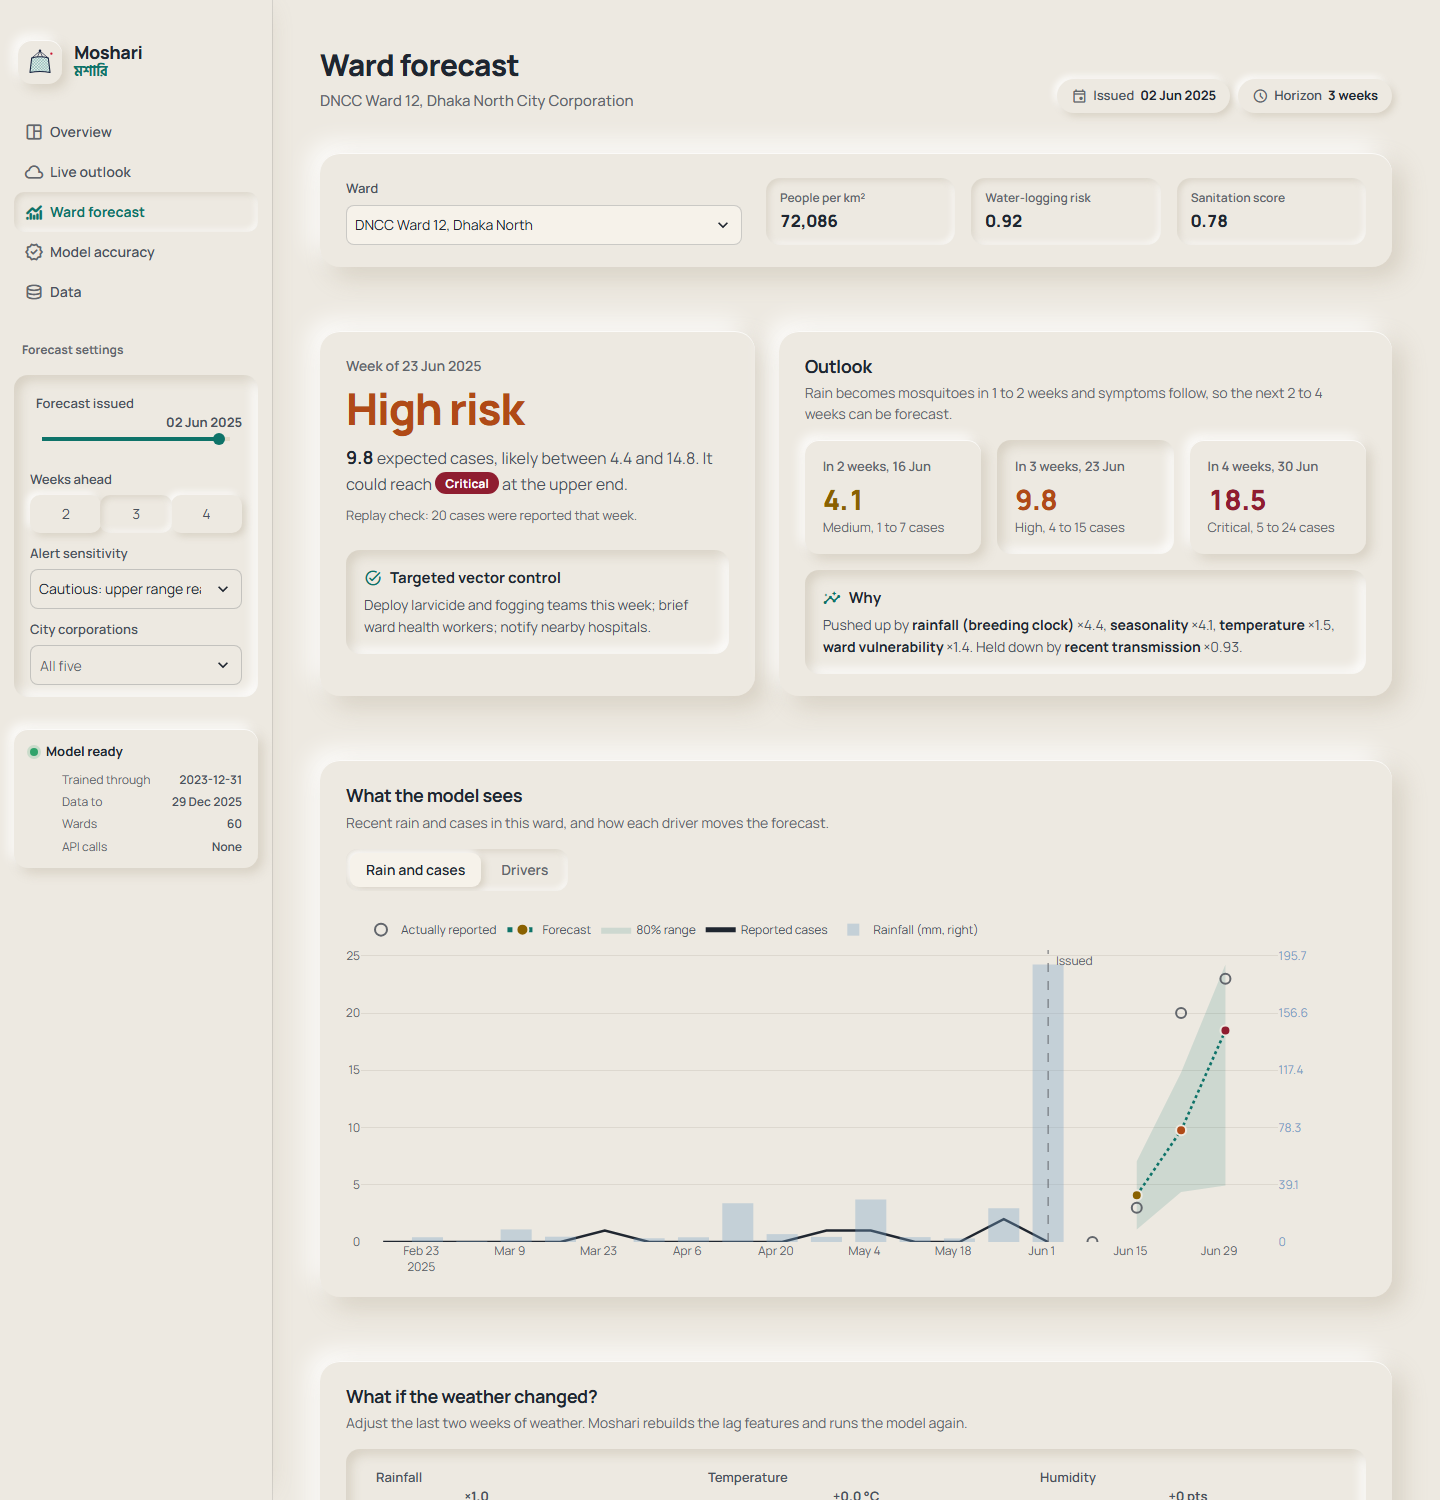 Moshari
মশারি
Overview
Live outlook
Ward forecast
Model accuracy
Data
Forecast settings
Forecast issued
02 Jun 2025
Weeks ahead
2 3 4
Alert sensitivity
Cautious: upper range
City corporations
All five
Model ready
Trained through 2023-12-31
Data to 29 Dec 2025
Wards 60
API calls None
Ward forecast
DNCC Ward 12, Dhaka North City Corporation
Issued 02 Jun 2025 Horizon 3 weeks
Ward
DNCC Ward 12, Dhaka North
People per km²
72,086
Water-logging risk
0.92
Sanitation score
0.78
Week of 23 Jun 2025
High risk
9.8 expected cases, likely between 4.4 and 14.8. It
could reach Critical at the upper end.
Replay check: 20 cases were reported that week.
Targeted vector control
Deploy larvicide and fogging teams this week; brief
ward health workers; notify nearby hospitals.
Outlook
Rain becomes mosquitoes in 1 to 2 weeks and symptoms follow, so the next 2 to 4
weeks can be forecast.
In 2 weeks, 16 Jun
4.1
Medium, 1 to 7 cases
In 3 weeks, 23 Jun
9.8
High, 4 to 15 cases
In 4 weeks, 30 Jun
18.5
Critical, 5 to 24 cases
Why
Pushed up by rainfall (breeding clock) ×4.4, seasonality ×4.1, temperature ×1.5,
ward vulnerability ×1.4. Held down by recent transmission ×0.93.
What the model sees
Recent rain and cases in this ward, and how each driver moves the forecast.
Rain and cases Drivers
Actually reported Forecast 80% range Reported cases Rainfall (mm, right)
Issued
25 195.7
20 156.6
15 117.4
10 78.3
5 39.1
0 0
Feb 23 Mar 9 Mar 23 Apr 6 Apr 20 May 4 May 18 Jun 1 Jun 15 Jun 29
2025
What if the weather changed?
Adjust the last two weeks of weather. Moshari rebuilds the lag features and runs the model again.
Rainfall Temperature Humidity
×1.0 +0.0 °C +0 pts